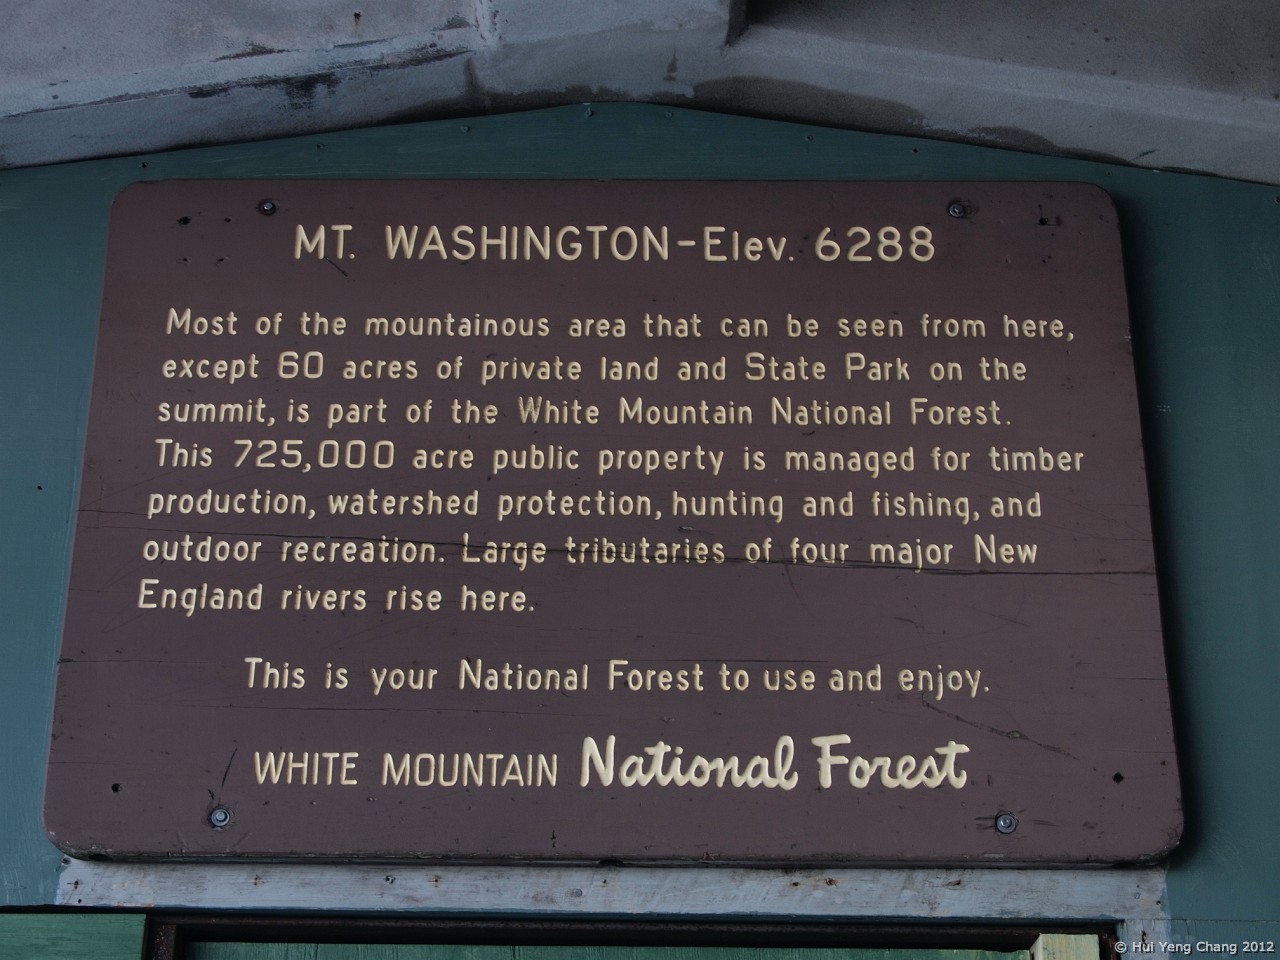 MT. WASHINGTON-Elev. 6288
Most of the mountainous area that can be seen from here,
except 60 acres of private land and State Park on the
summit, is part of the White Mountain National Forest.
This 725,000 acre public property is managed for timber
production, watershed protection, hunting and fishing, and
outdoor recreation. Large tributaries of four major New
England rivers rise here.
This is your National Forest to use and enjoy.
WHITE MOUNTAIN National Forest
© Hui Yeng Chang 2012